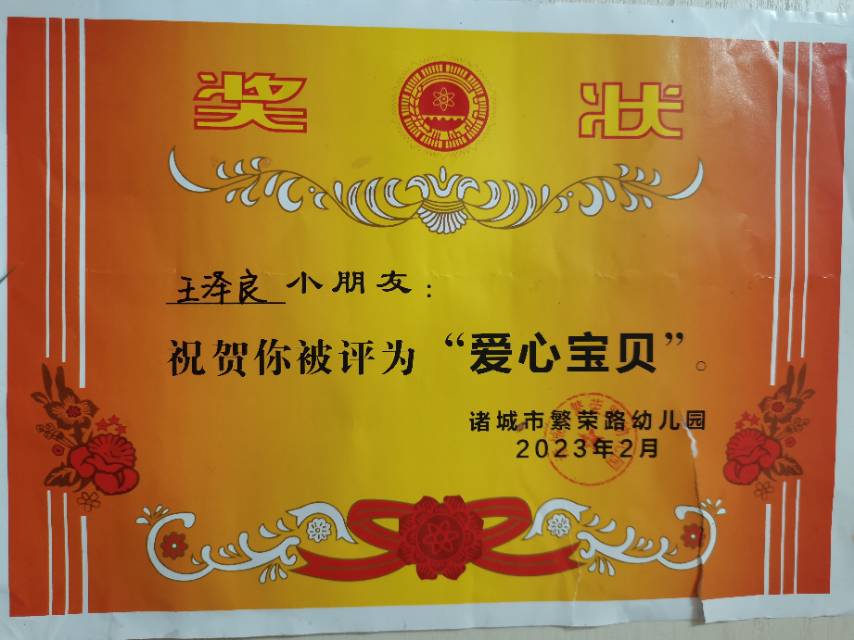 奖 状
王泽良 小朋友：
祝贺你被评为“爱心宝贝”。
诸城市繁荣路幼儿园
2023年2月